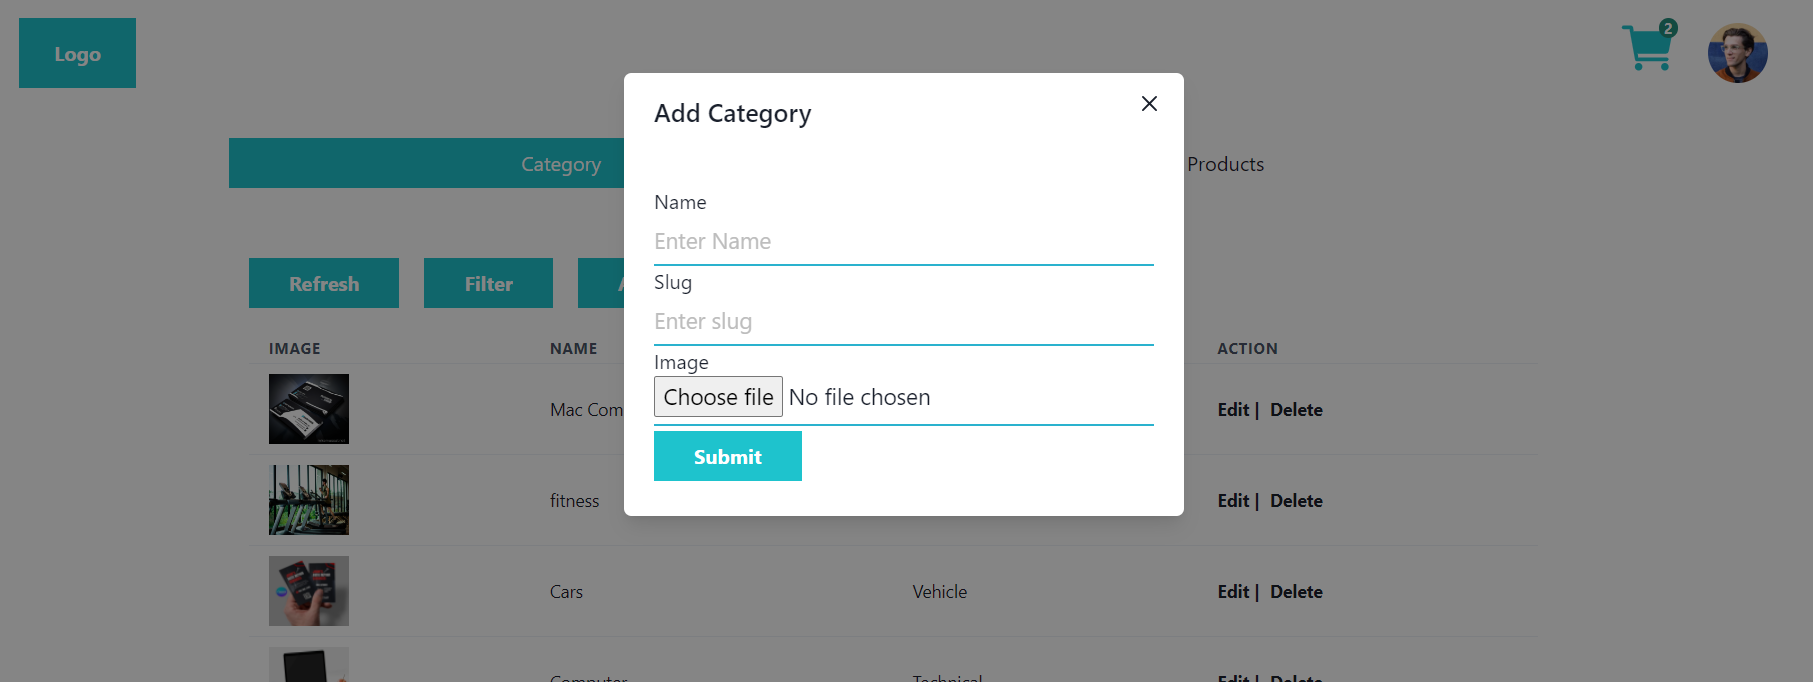 Logo
2
Add Category
Category
Products
Name
Enter Name
Refresh
Filter
Slug
Enter slug
IMAGE
NAME
ACTION
Image
Choose file No file chosen
Mac Com
Edit | Delete
Submit
fitness
Edit | Delete
Cars
Vehicle
Edit | Delete
Computer
Technical
Edit | Delete